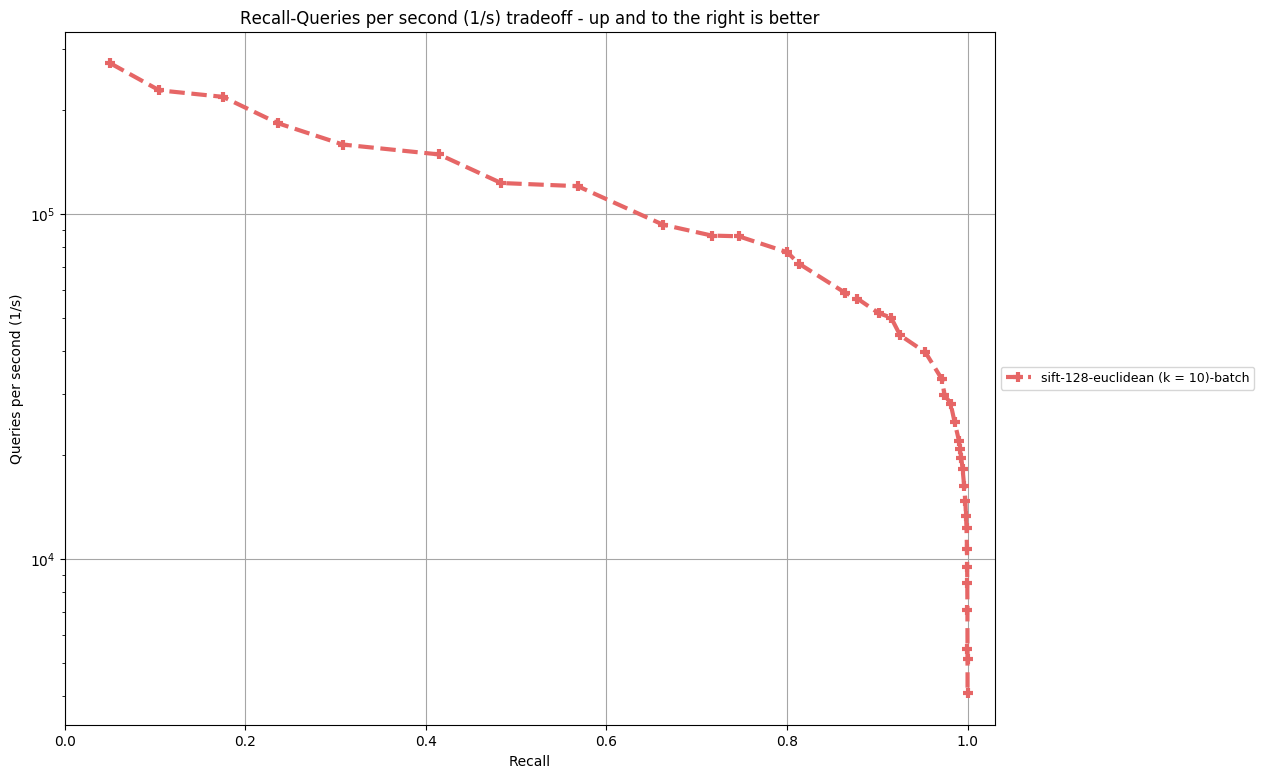 Recall-Queries per second (1/s) tradeoff - up and to the right is better
Queries per second (1/s)
10^5
10^4
0.0 0.2 0.4 0.6 0.8 1.0
Recall
sift-128-euclidean (k = 10)-batch